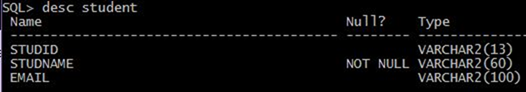 SQL> desc student
Name Null? Type
----------------------------------------- -------- ----------------
STUDID VARCHAR2(13)
STUDNAME NOT NULL VARCHAR2(60)
EMAIL VARCHAR2(100)